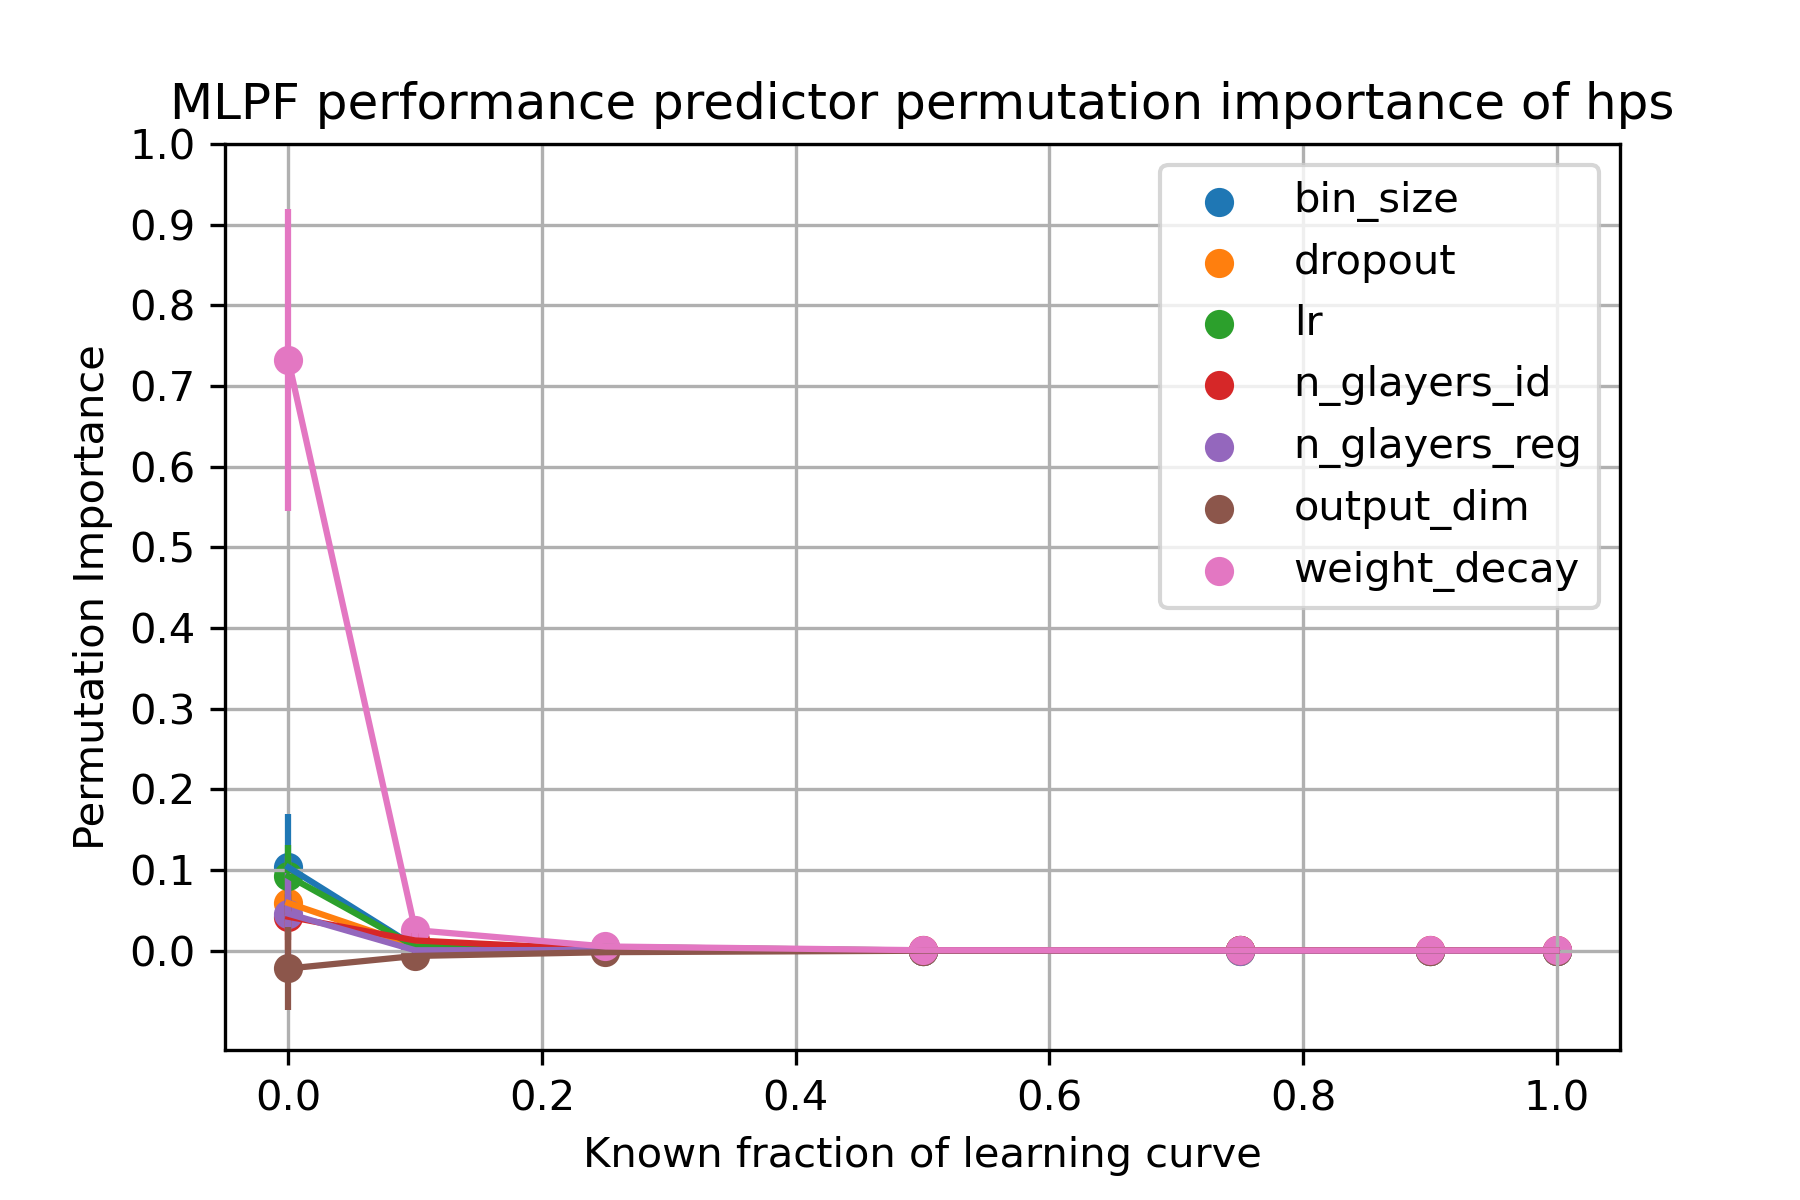 MLPF performance predictor permutation importance of hps
1.0
0.9
0.8
0.7
0.6
0.5
0.4
0.3
0.2
0.1
0.0
Permutation Importance
bin_size
dropout
lr
n_glayers_id
n_glayers_reg
output_dim
weight_decay
0.0 0.2 0.4 0.6 0.8 1.0
Known fraction of learning curve